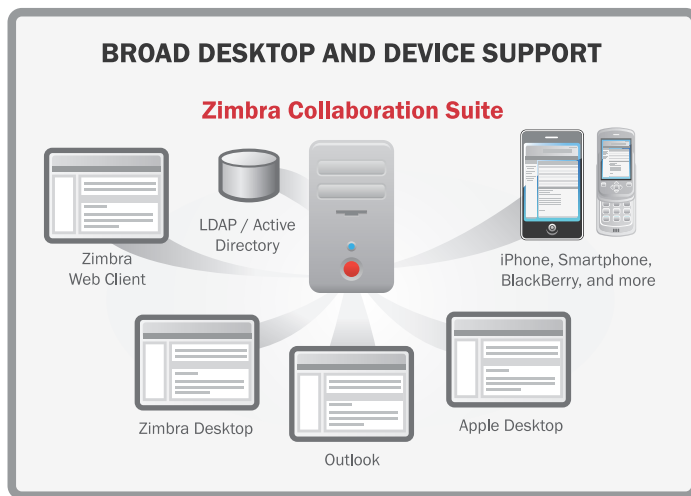 BROAD DESKTOP AND DEVICE SUPPORT
Zimbra Collaboration Suite
Zimbra
Web Client
LDAP / Active
Directory
iPhone, Smartphone,
BlackBerry, and more
Zimbra Desktop
Outlook
Apple Desktop